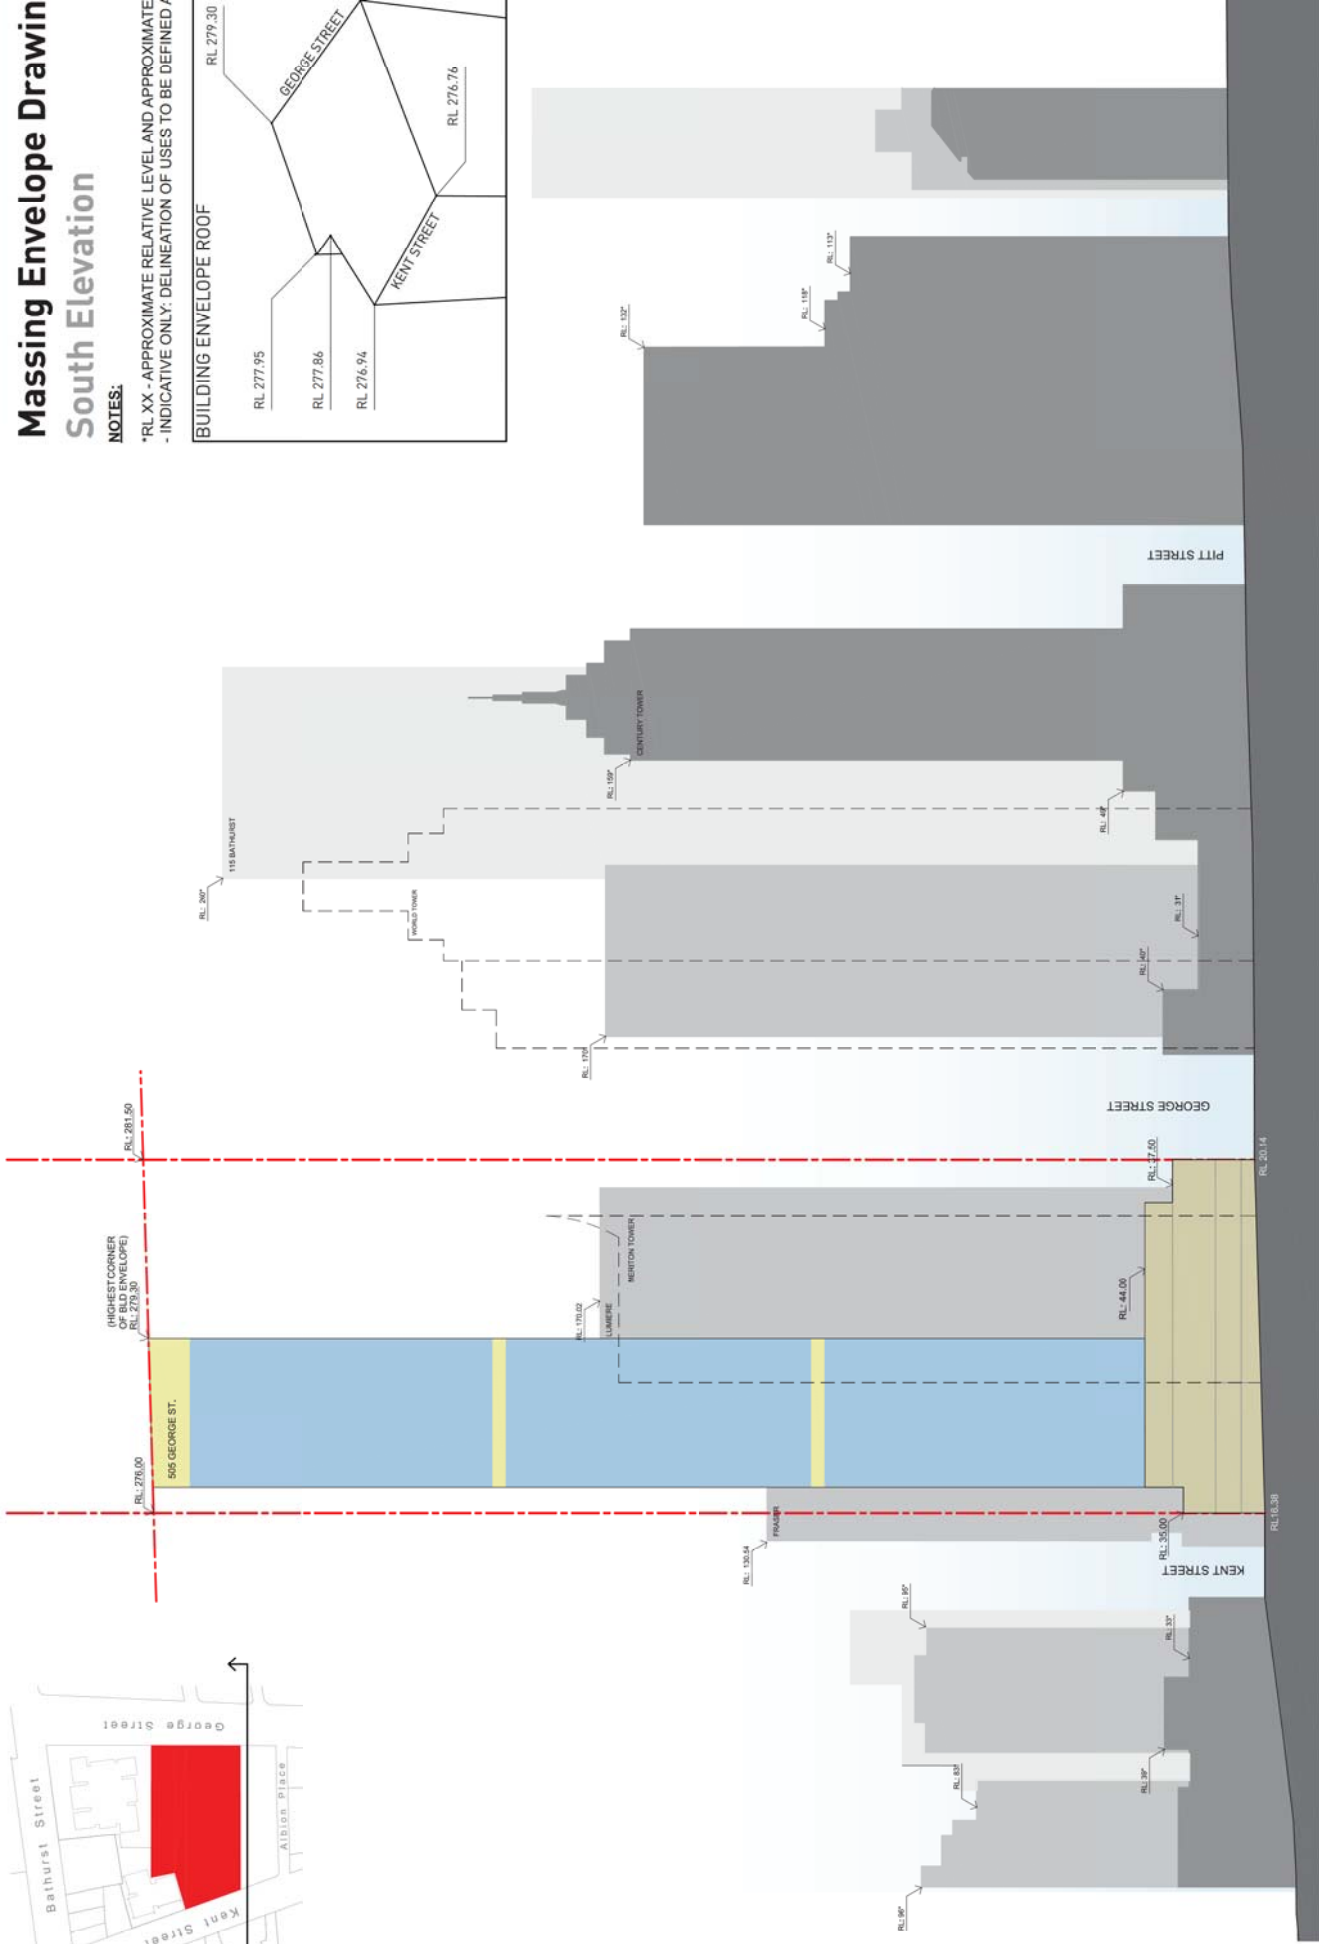 Massing Envelope Drawin
South Elevation
NOTES:
*RL XX - APPROXIMATE RELATIVE LEVEL AND APPROXIMATE
- INDICATIVE ONLY: DELINEATION OF USES TO BE DEFINED A
BUILDING ENVELOPE ROOF
RL 279.30
GEORGE STREET
RL 276.76
KENT STREET
RL 277.95
RL 277.86
RL 276.94
Bathurst Street
George Street
Kent Street
Albion Place
RL: 96*
RL: 83*
RL: 95*
RL: 39*
RL: 33*
KENT STREET
RL: 130.54
FRASER
RL: 35.00
RL18.38
RL: 276.00
505 GEORGE ST.
(HIGHEST CORNER
OF BLD ENVELOPE)
RL: 279.30
RL: 281.50
RL: 170.02
LUMIERE
MERITON TOWER
RL: 44.00
RL: 37.50
RL 20.14
GEORGE STREET
RL: 170*
RL: 40*
RL: 31*
WORLD TOWER
RL: 240*
115 BATHURST
RL: 159*
CENTURY TOWER
RL: 49*
PITT STREET
RL: 132*
RL: 118*
RL: 113*